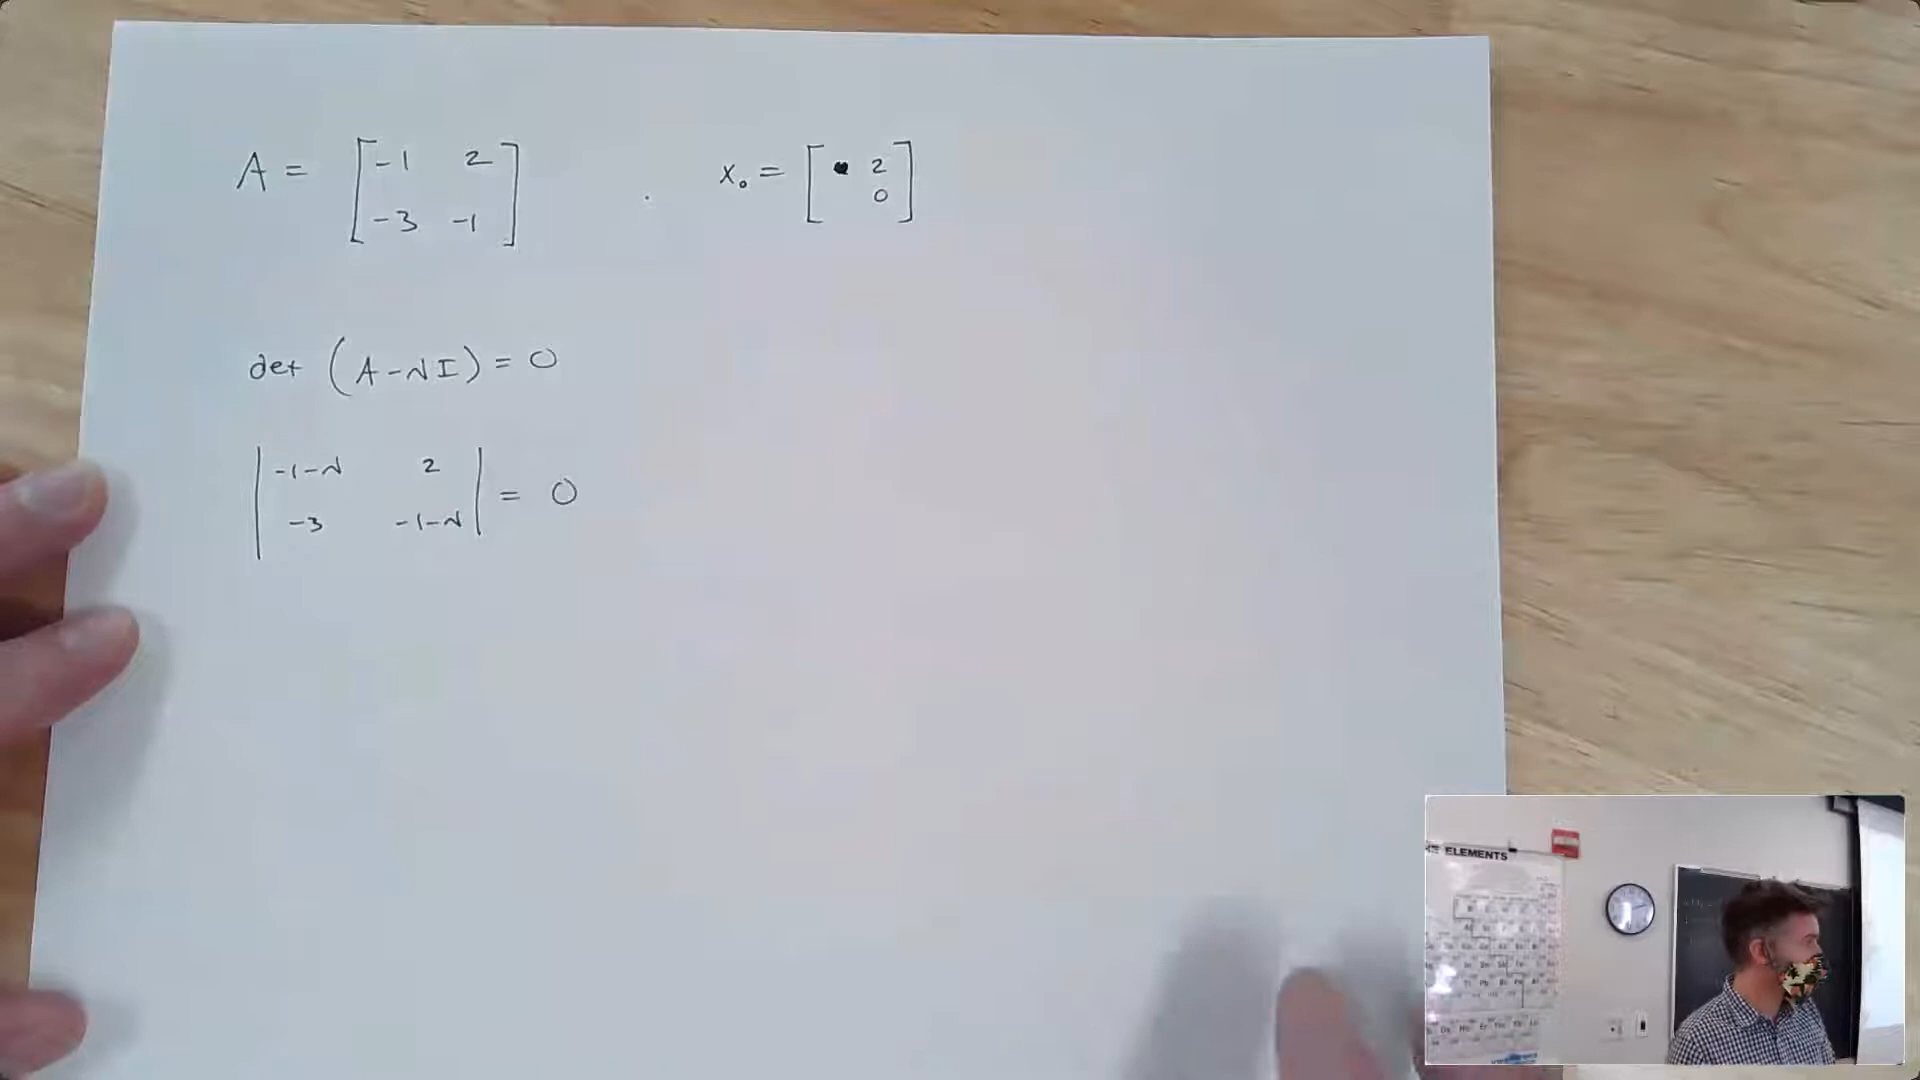 A = [ -1 2 ; -3 -1 ] . x₀ = [ 2 ; 0 ]
det (A-λI) = 0
| -1-λ 2 ; -3 -1-λ | = 0
ELEMENTS